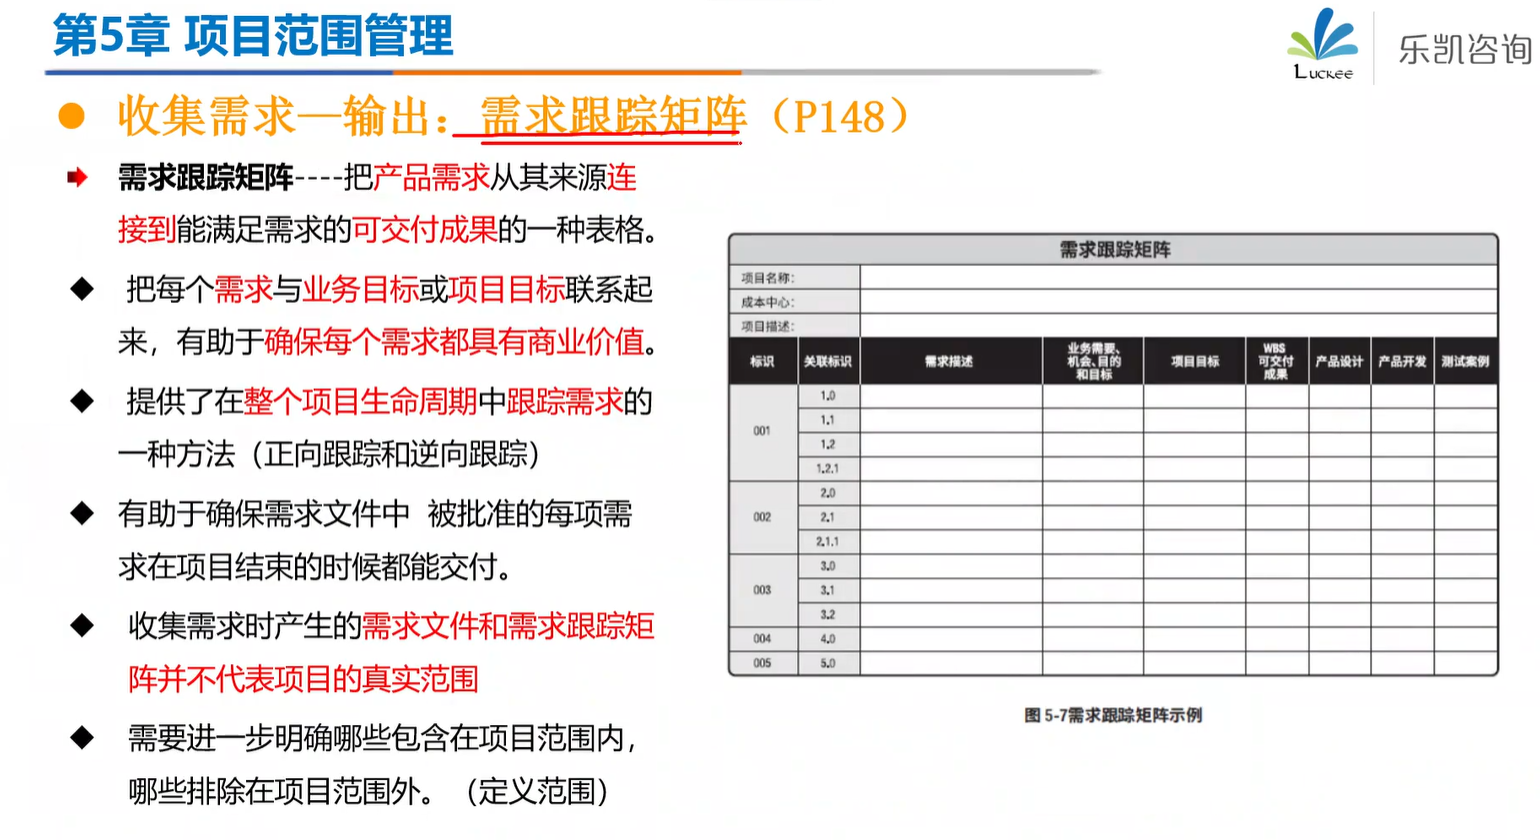 第5章 项目范围管理
Luckee
乐凯咨询
收集需求—输出：需求跟踪矩阵（P148）
需求跟踪矩阵----把产品需求从其来源连
接到能满足需求的可交付成果的一种表格。
把每个需求与业务目标或项目目标联系起
来，有助于确保每个需求都具有商业价值。
提供了在整个项目生命周期中跟踪需求的
一种方法（正向跟踪和逆向跟踪）
有助于确保需求文件中 被批准的每项需
求在项目结束的时候都能交付。
收集需求时产生的需求文件和需求跟踪矩
阵并不代表项目的真实范围
需要进一步明确哪些包含在项目范围内，
哪些排除在项目范围外。（定义范围）
需求跟踪矩阵
项目名称：
成本中心：
项目描述：
标识 关联标识 需求描述 业务需要、机会、目的和目标 项目目标 WBS可交付成果 产品设计 产品开发 测试案例
001 1.0
1.1
1.2
1.2.1
002 2.0
2.1
2.1.1
003 3.0
3.1
3.2
004 4.0
005 5.0
图 5-7需求跟踪矩阵示例